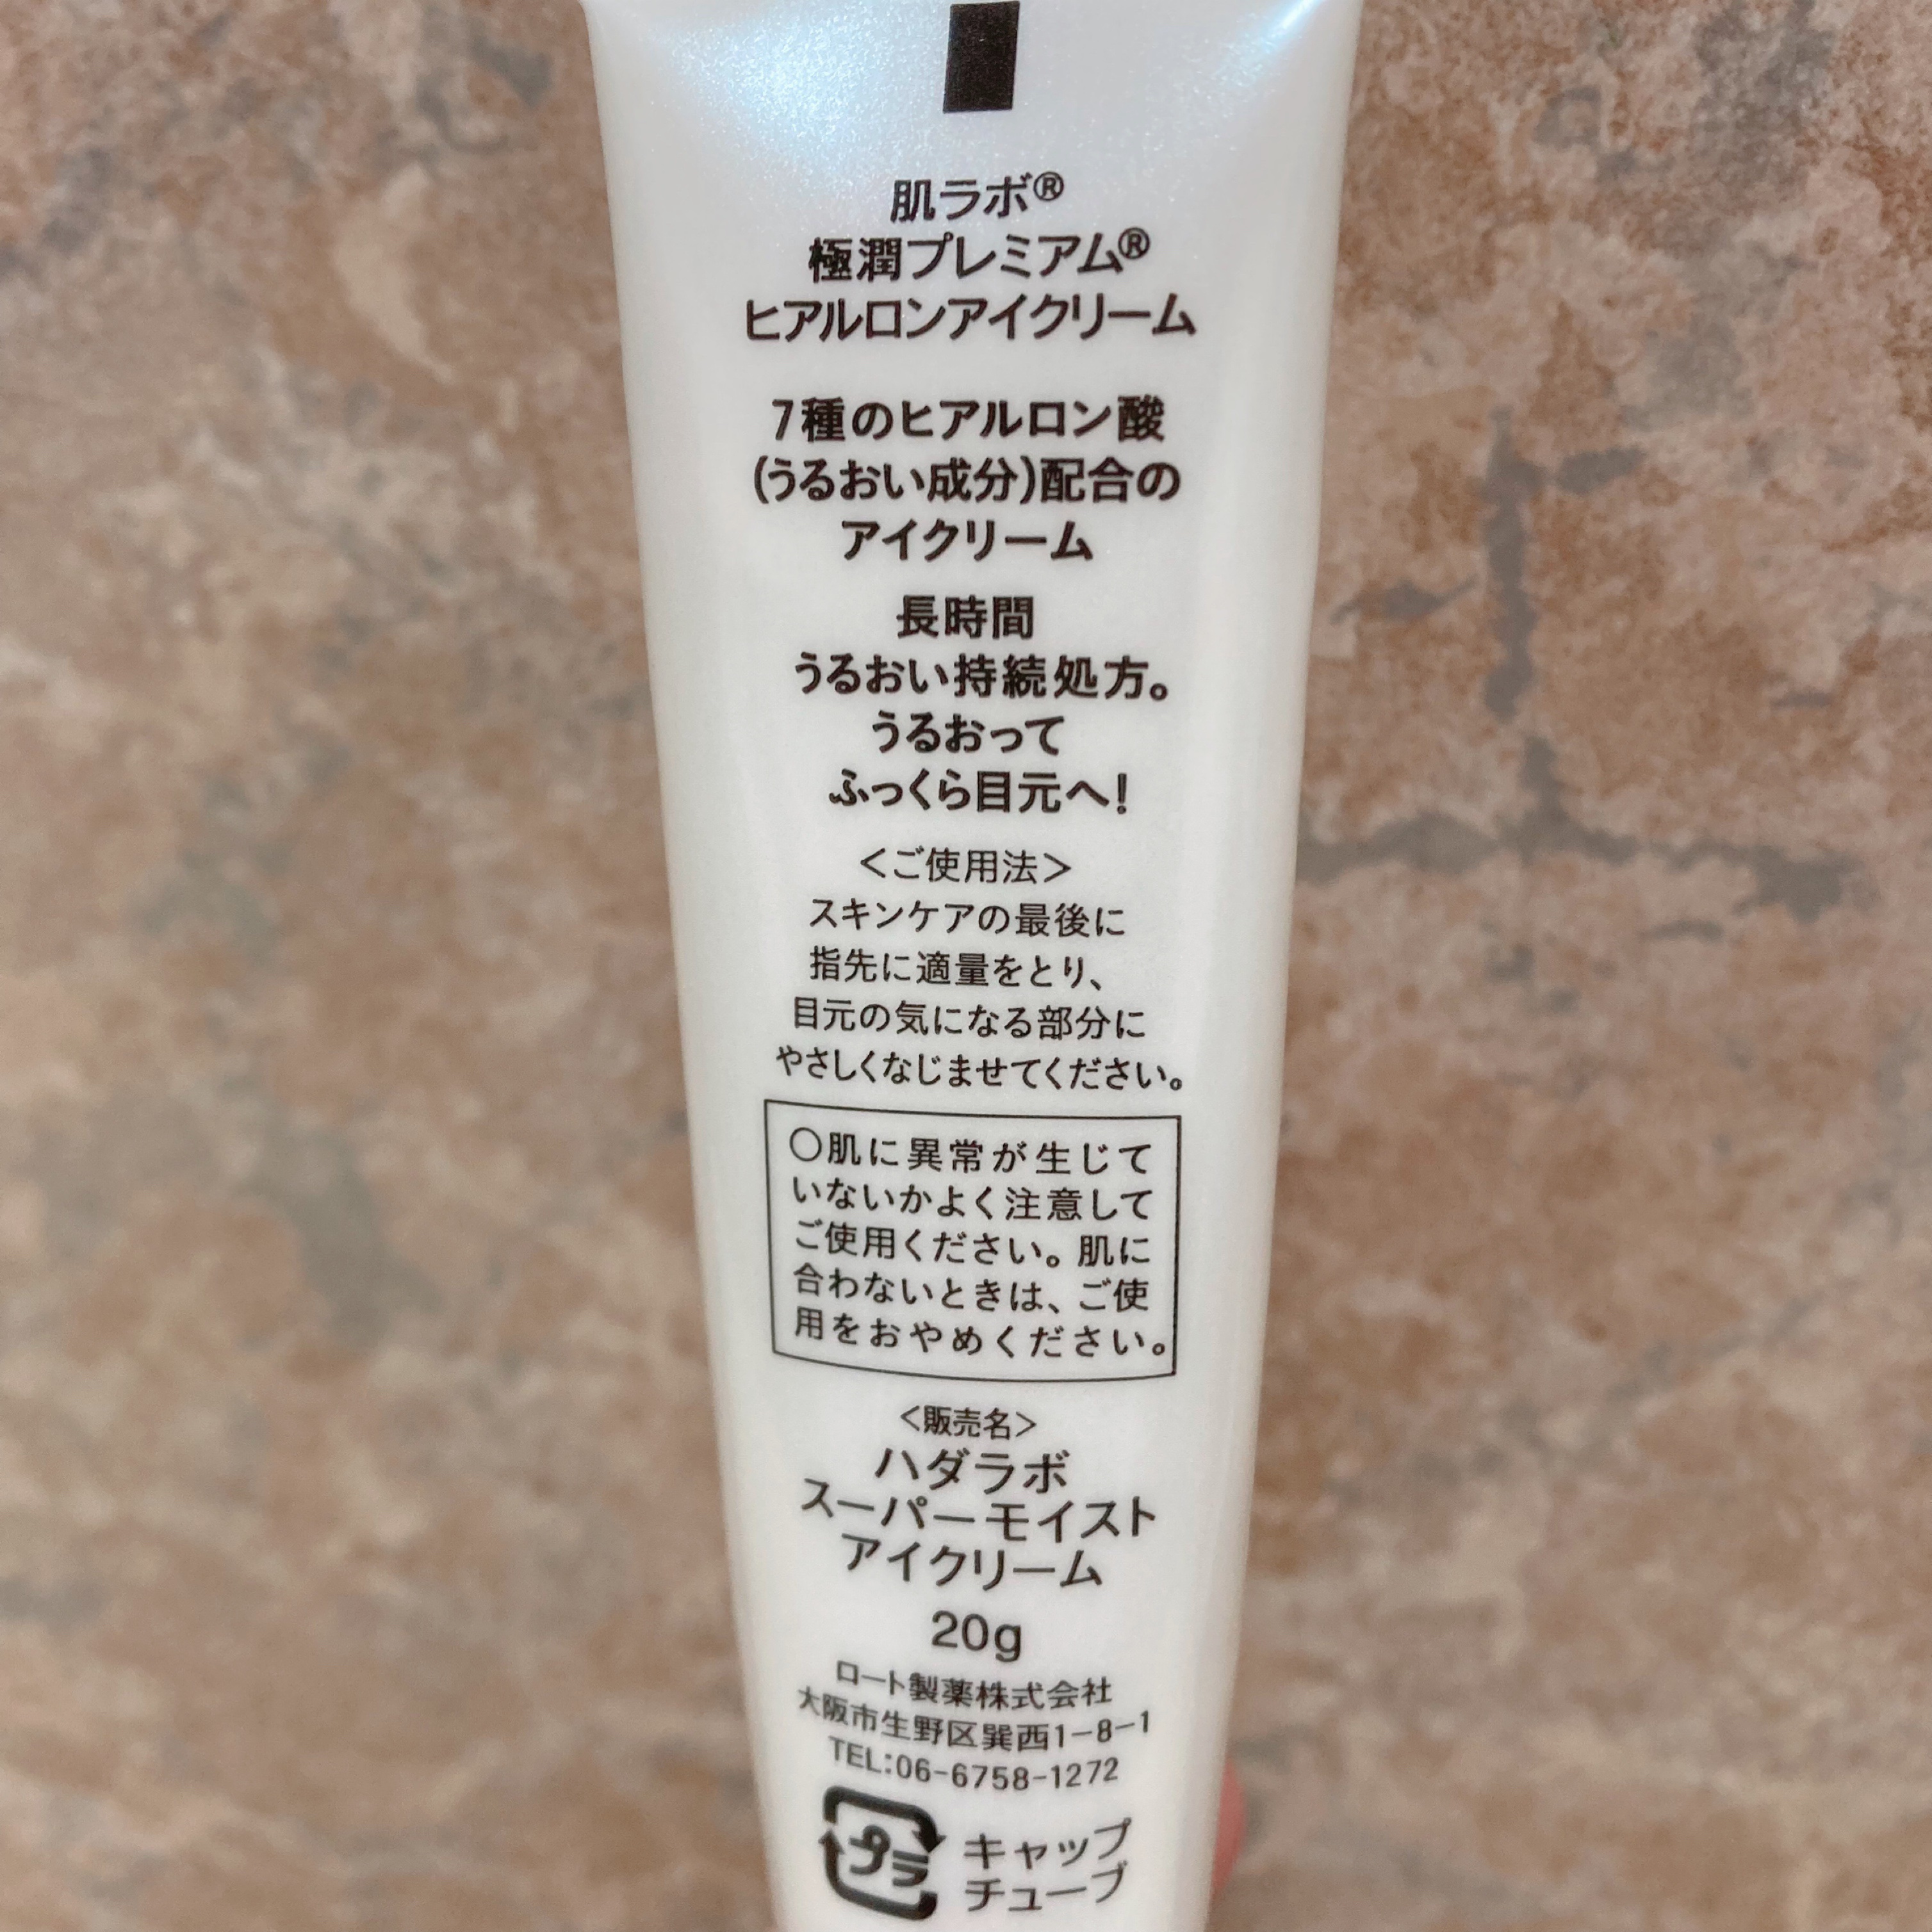 肌ラボ®
極潤プレミアム®
ヒアルロンアイクリーム
7種のヒアルロン酸
(うるおい成分)配合の
アイクリーム
長時間
うるおい持続処方。
うるおって
ふっくら目元へ!
<ご使用法>
スキンケアの最後に
指先に適量をとり、
目元の気になる部分に
やさしくなじませてください。
○肌に異常が生じて
いないかよく注意して
ご使用ください。肌に
合わないときは、ご使
用をおやめください。
<販売名>
ハダラボ
スーパーモイスト
アイクリーム
20g
ロート製薬株式会社
大阪市生野区巽西1-8-1
TEL:06-6758-1272
プラ
キャップ
チューブ